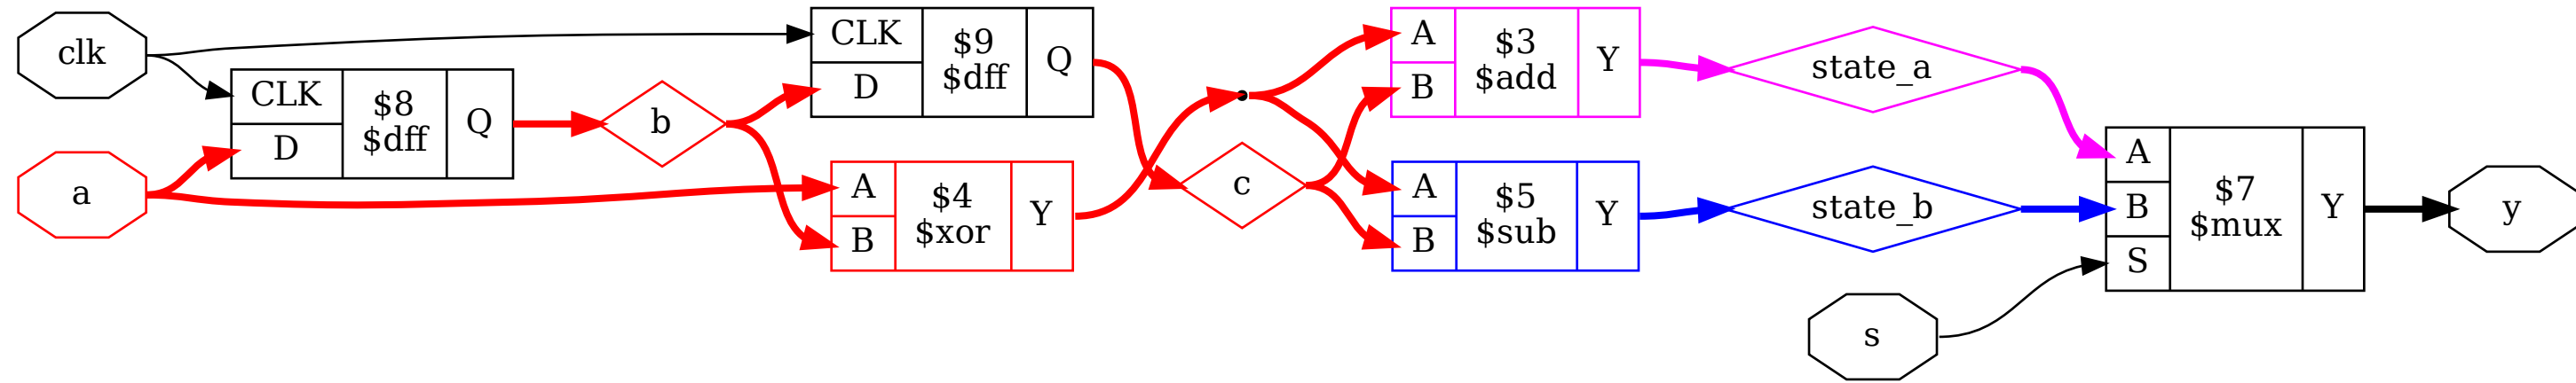 clk
a
CLK
D
$8
$dff
Q
b
CLK
D
$9
$dff
Q
A
B
$4
$xor
Y
c
A
B
$3
$add
Y
A
B
$5
$sub
Y
state_a
state_b
s
A
B
S
$7
$mux
Y
y